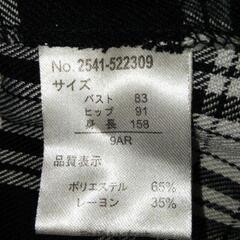 No. 2541-522309
サイズ
バスト 83
ヒップ 91
身長 158
9AR
品質表示
ポリエステル 65%
レーヨン 35%